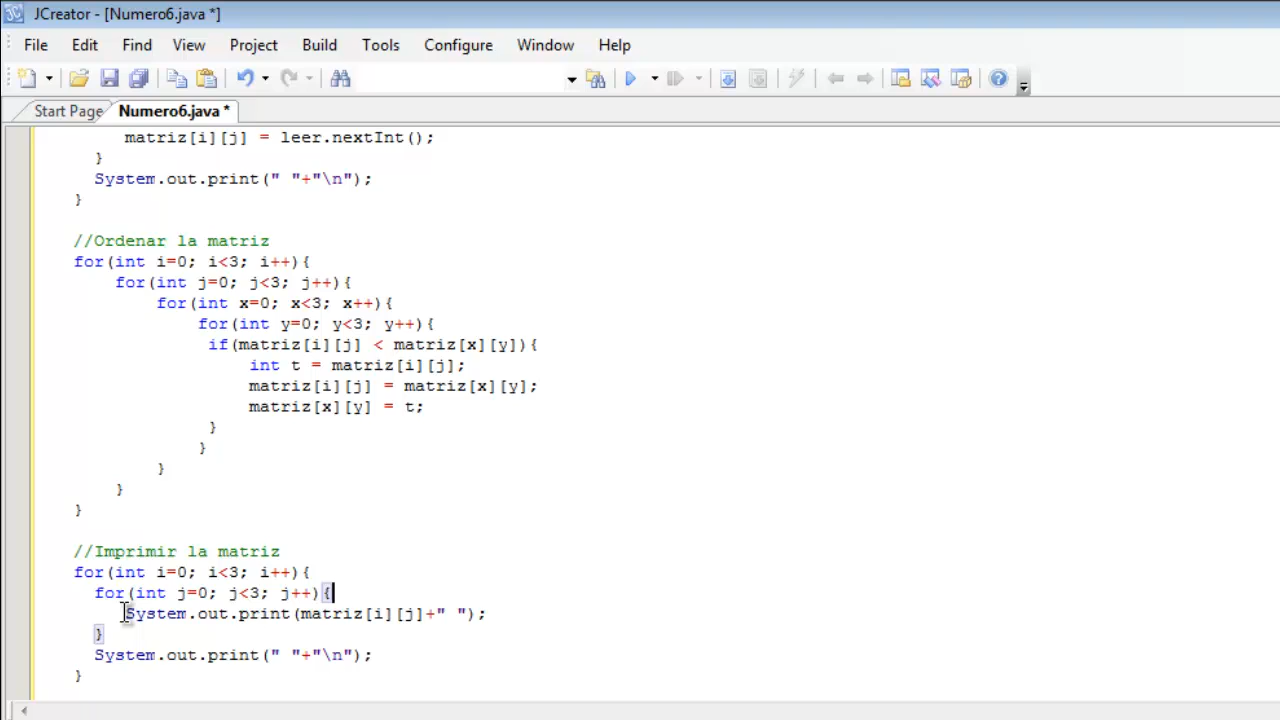 JCreator - [Numero6.java *]
File Edit Find View Project Build Tools Configure Window Help
Start Page Numero6.java *
matriz[i][j] = leer.nextInt();
}
System.out.print(" "+"\n");
}
//Ordenar la matriz
for(int i=0; i<3; i++){
for(int j=0; j<3; j++){
for(int x=0; x<3; x++){
for(int y=0; y<3; y++){
if(matriz[i][j] < matriz[x][y]){
int t = matriz[i][j];
matriz[i][j] = matriz[x][y];
matriz[x][y] = t;
}
}
}
}
}
//Imprimir la matriz
for(int i=0; i<3; i++){
for(int j=0; j<3; j++){
System.out.print(matriz[i][j]+" ");
}
System.out.print(" "+"\n");
}